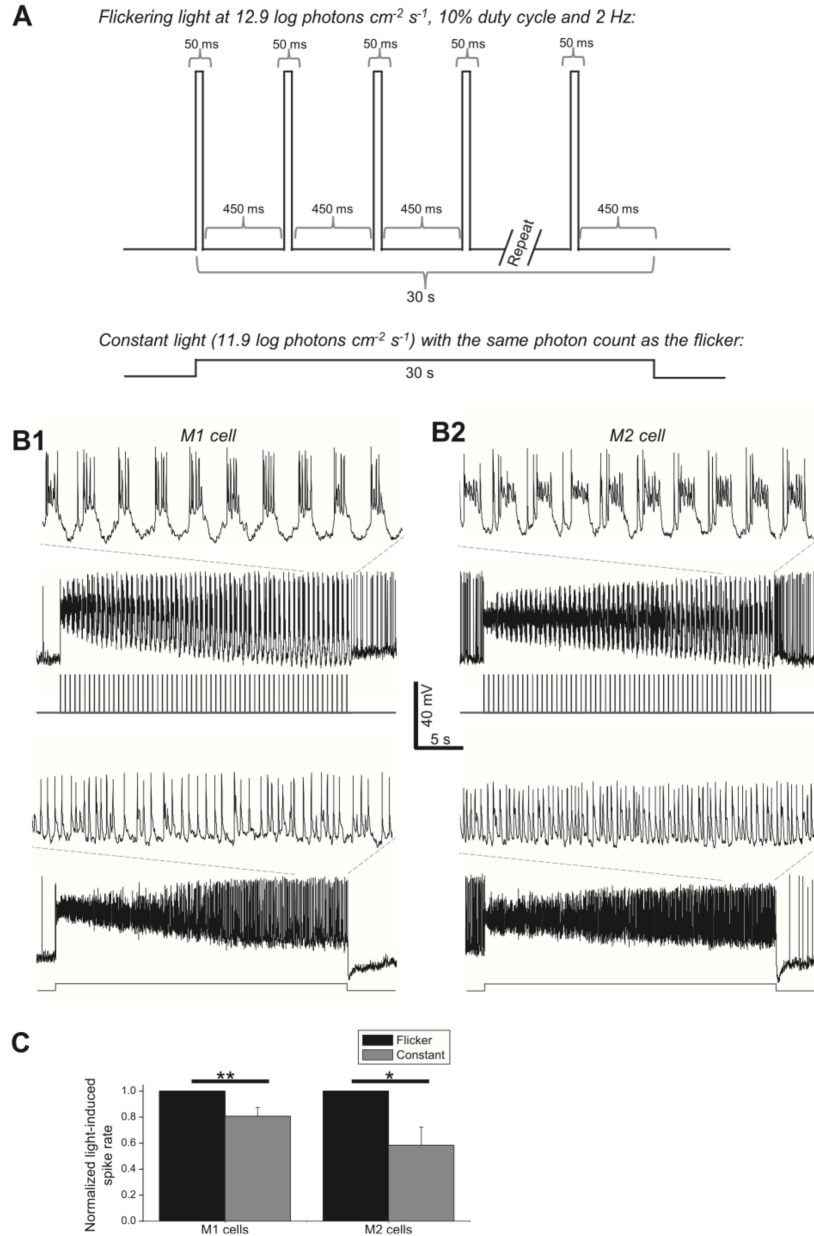 A
Flickering light at 12.9 log photons cm⁻² s⁻¹, 10% duty cycle and 2 Hz:
50 ms 50 ms 50 ms 50 ms 50 ms
450 ms 450 ms 450 ms Repeat 450 ms
30 s
Constant light (11.9 log photons cm⁻² s⁻¹) with the same photon count as the flicker:
30 s
B1 M1 cell
B2 M2 cell
40 mV
5 s
C
Flicker
Constant
Normalized light-induced
spike rate
** *
1.0
0.8
0.6
0.4
0.2
0.0
M1 cells M2 cells